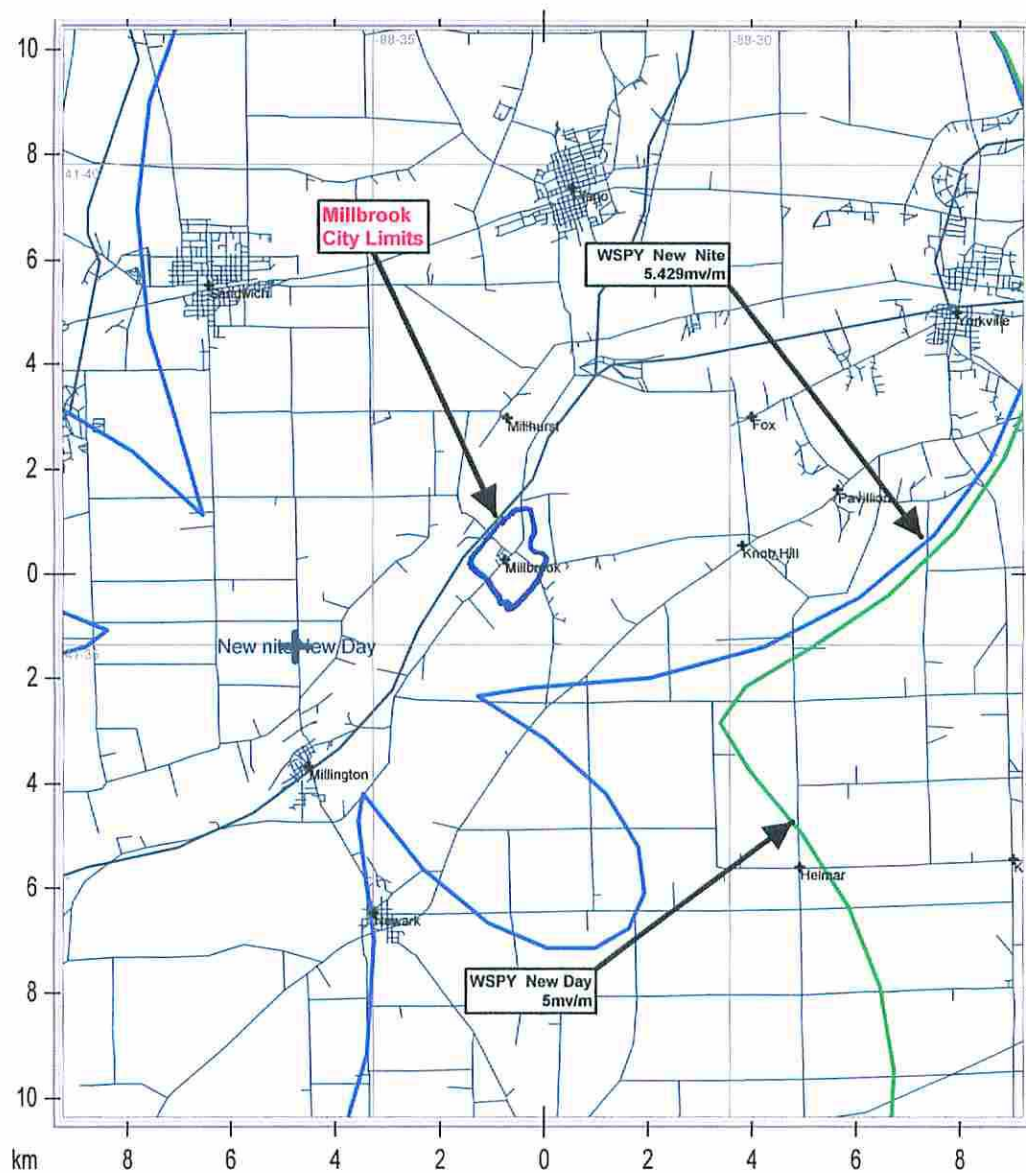 10
8
6
4
2
0
2
4
6
8
10
-88-35
-88-30
41-40
Plano
Millbrook
City Limits
WSPY New Nite
5.429mv/m
Sandwich
Yorkville
Millhurst
Fox
Pavillion
Knob Hill
Millbrook
New nite New Day
41-35
Millington
Helmar
K
Newark
WSPY New Day
5mv/m
km
8
6
4
2
0
2
4
6
8